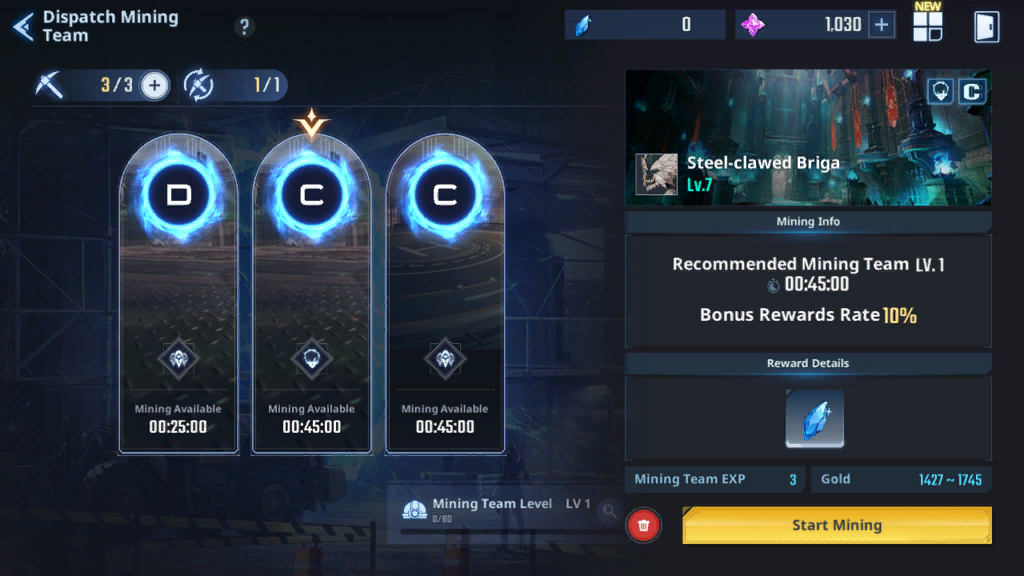 Dispatch Mining
Team
?
0
1,030
NEW
3/3
1/1
D
C
C
Mining Available
00:25:00
Mining Available
00:45:00
Mining Available
00:45:00
Mining Team Level LV 1
0/80
C
Steel-clawed Briga
Lv.7
Mining Info
Recommended Mining Team LV. 1
00:45:00
Bonus Rewards Rate 10%
Reward Details
Mining Team EXP 3
Gold 1427 ~ 1745
Start Mining